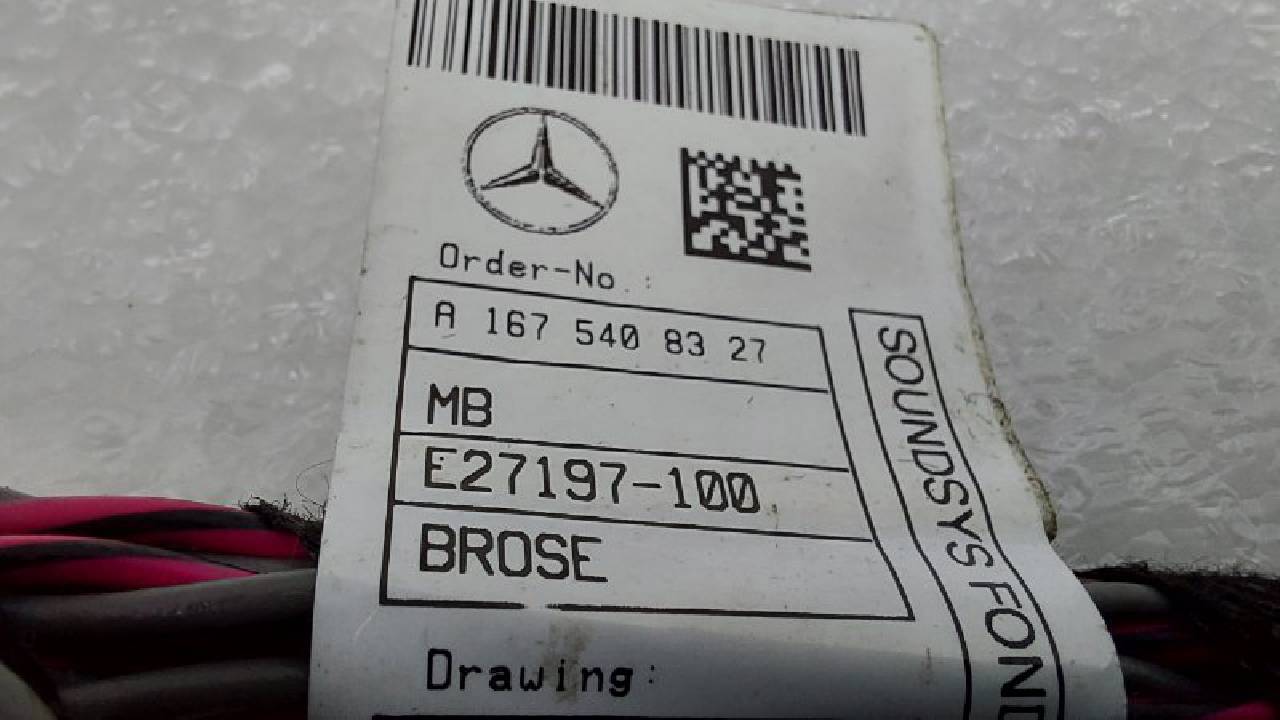 Order-No.:
A 167 540 83 27
MB
E27197-100
BROSE
Drawing:
SOUNDSYS FOND